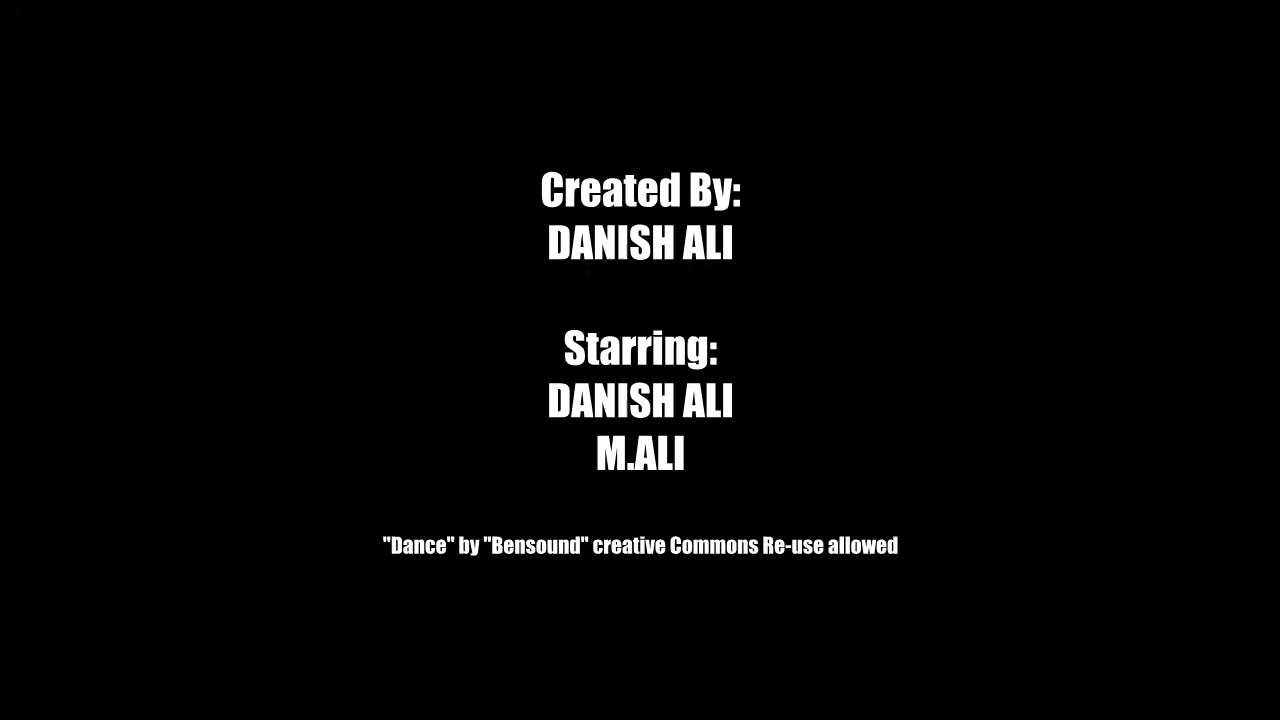 Created By:
DANISH ALI
Starring:
DANISH ALI
M.ALI
"Dance" by "Bensound" creative Commons Re-use allowed